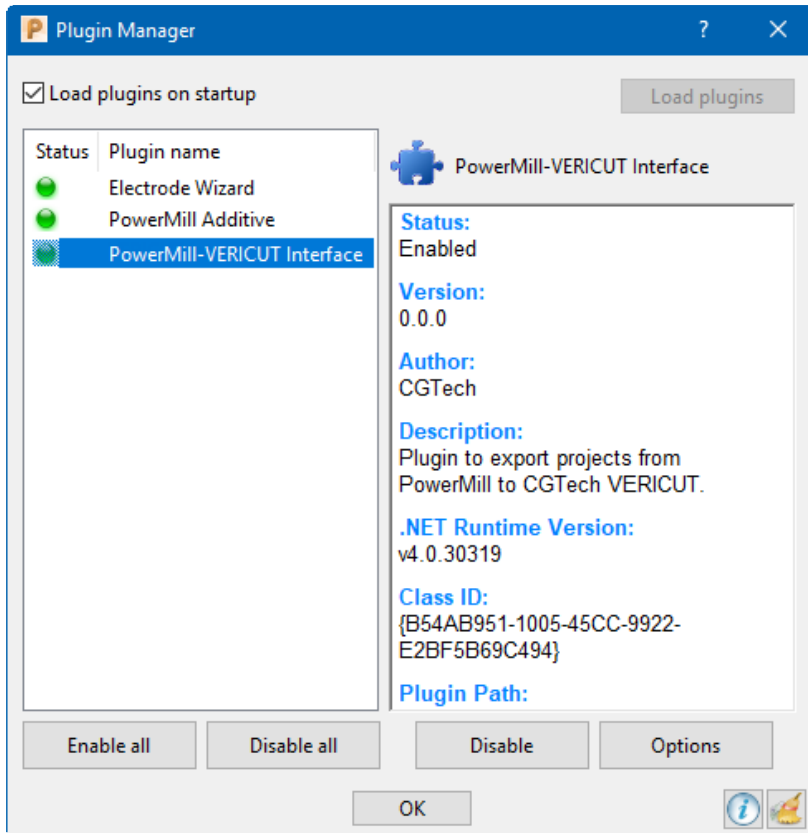 Plugin Manager
Load plugins on startup
Load plugins
Status Plugin name
Electrode Wizard
PowerMill Additive
PowerMill-VERICUT Interface
PowerMill-VERICUT Interface
Status:
Enabled
Version:
0.0.0
Author:
CGTech
Description:
Plugin to export projects from
PowerMill to CGTech VERICUT.
.NET Runtime Version:
v4.0.30319
Class ID:
{B54AB951-1005-45CC-9922-
E2BF5B69C494}
Plugin Path:
Enable all
Disable all
Disable
Options
OK